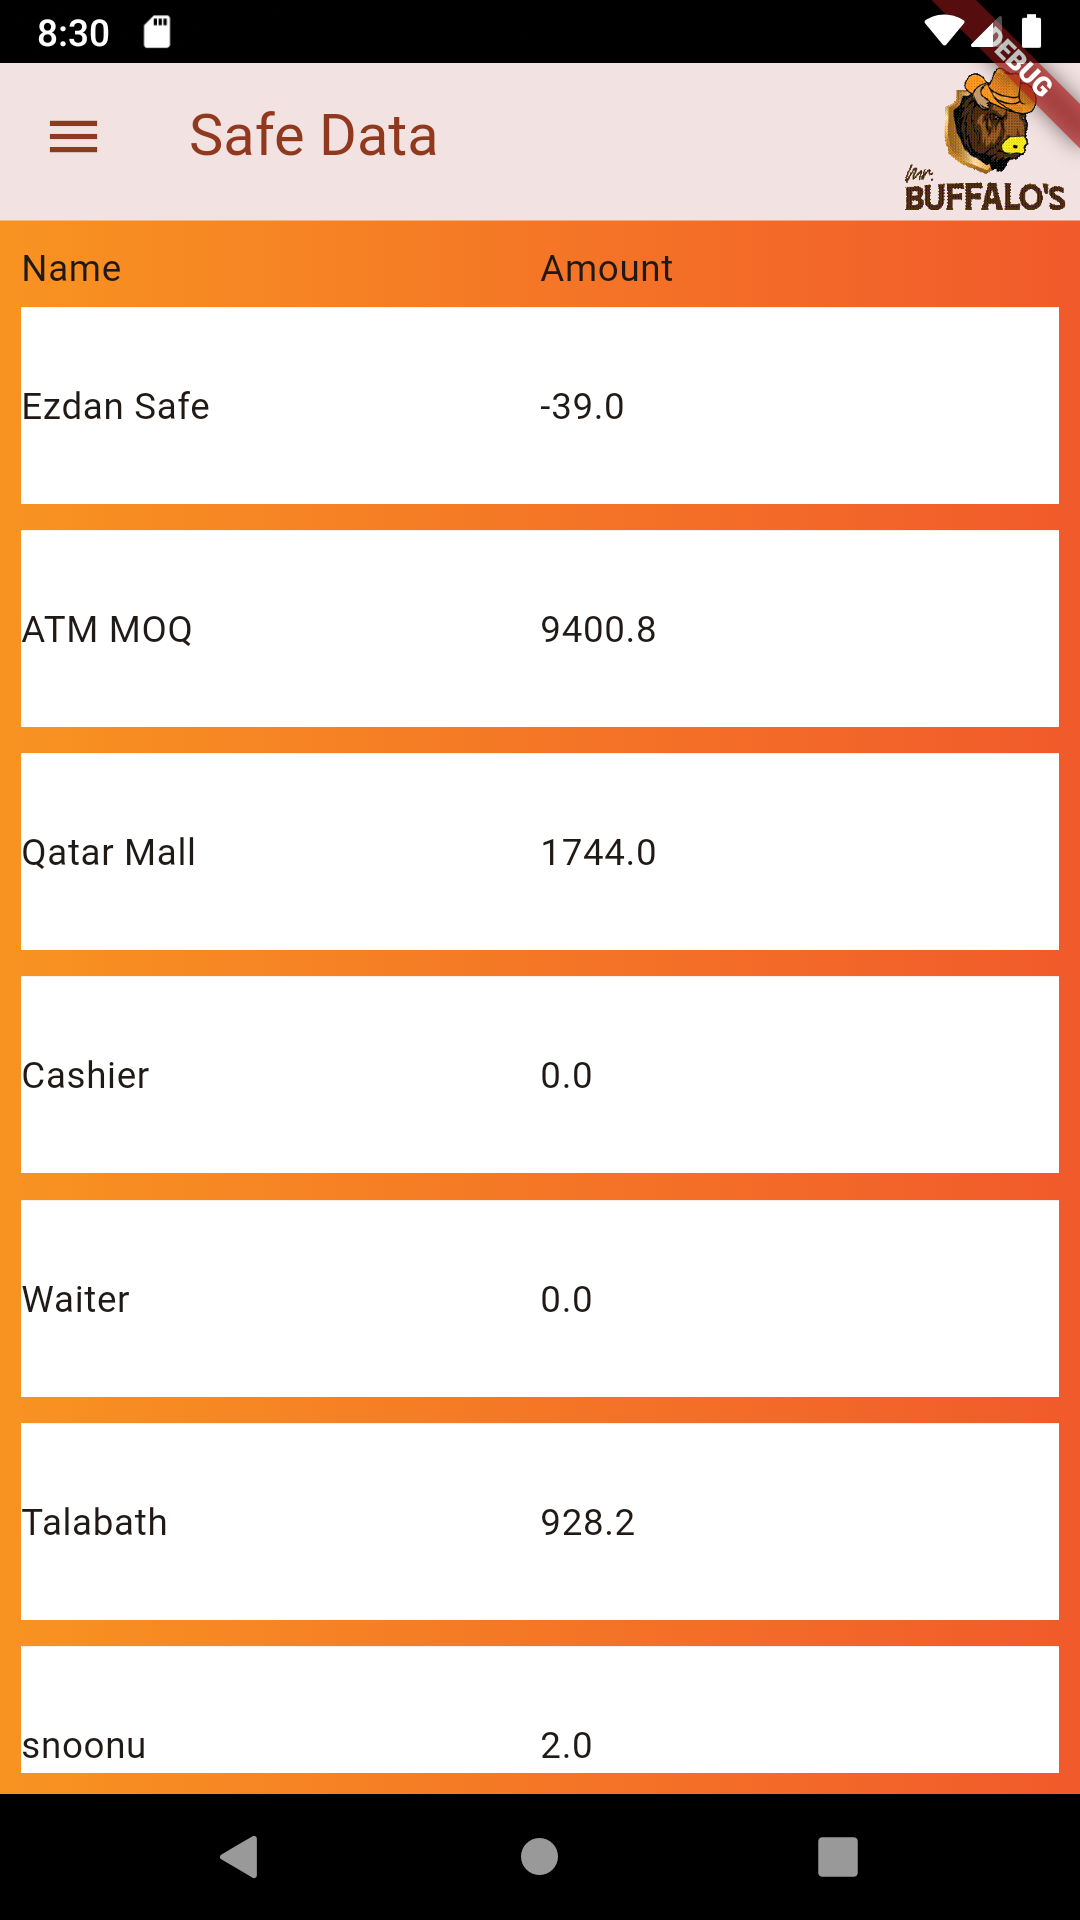 8:30
DEBUG
Safe Data
Mr.
BUFFALO'S
Name Amount
Ezdan Safe -39.0
ATM MOQ 9400.8
Qatar Mall 1744.0
Cashier 0.0
Waiter 0.0
Talabath 928.2
snoonu 2.0